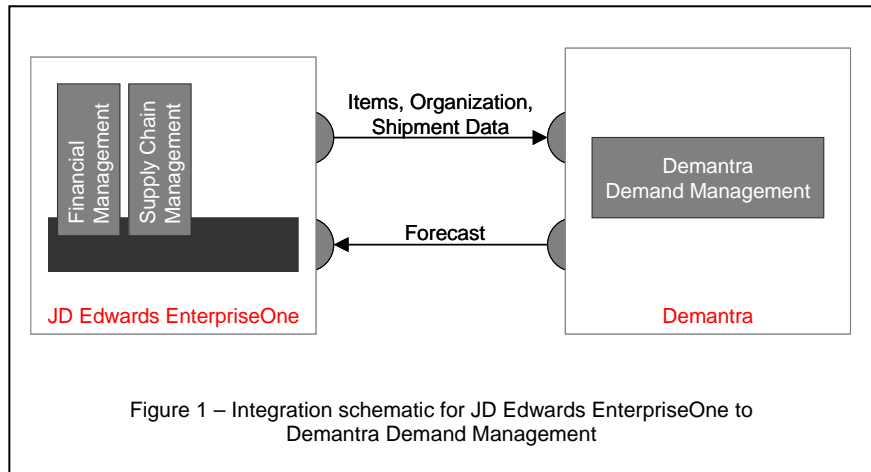 Financial
Management
Supply Chain
Management
JD Edwards EnterpriseOne
Items, Organization,
Shipment Data
Forecast
Demantra
Demand Management
Demantra
Figure 1 – Integration schematic for JD Edwards EnterpriseOne to
Demantra Demand Management